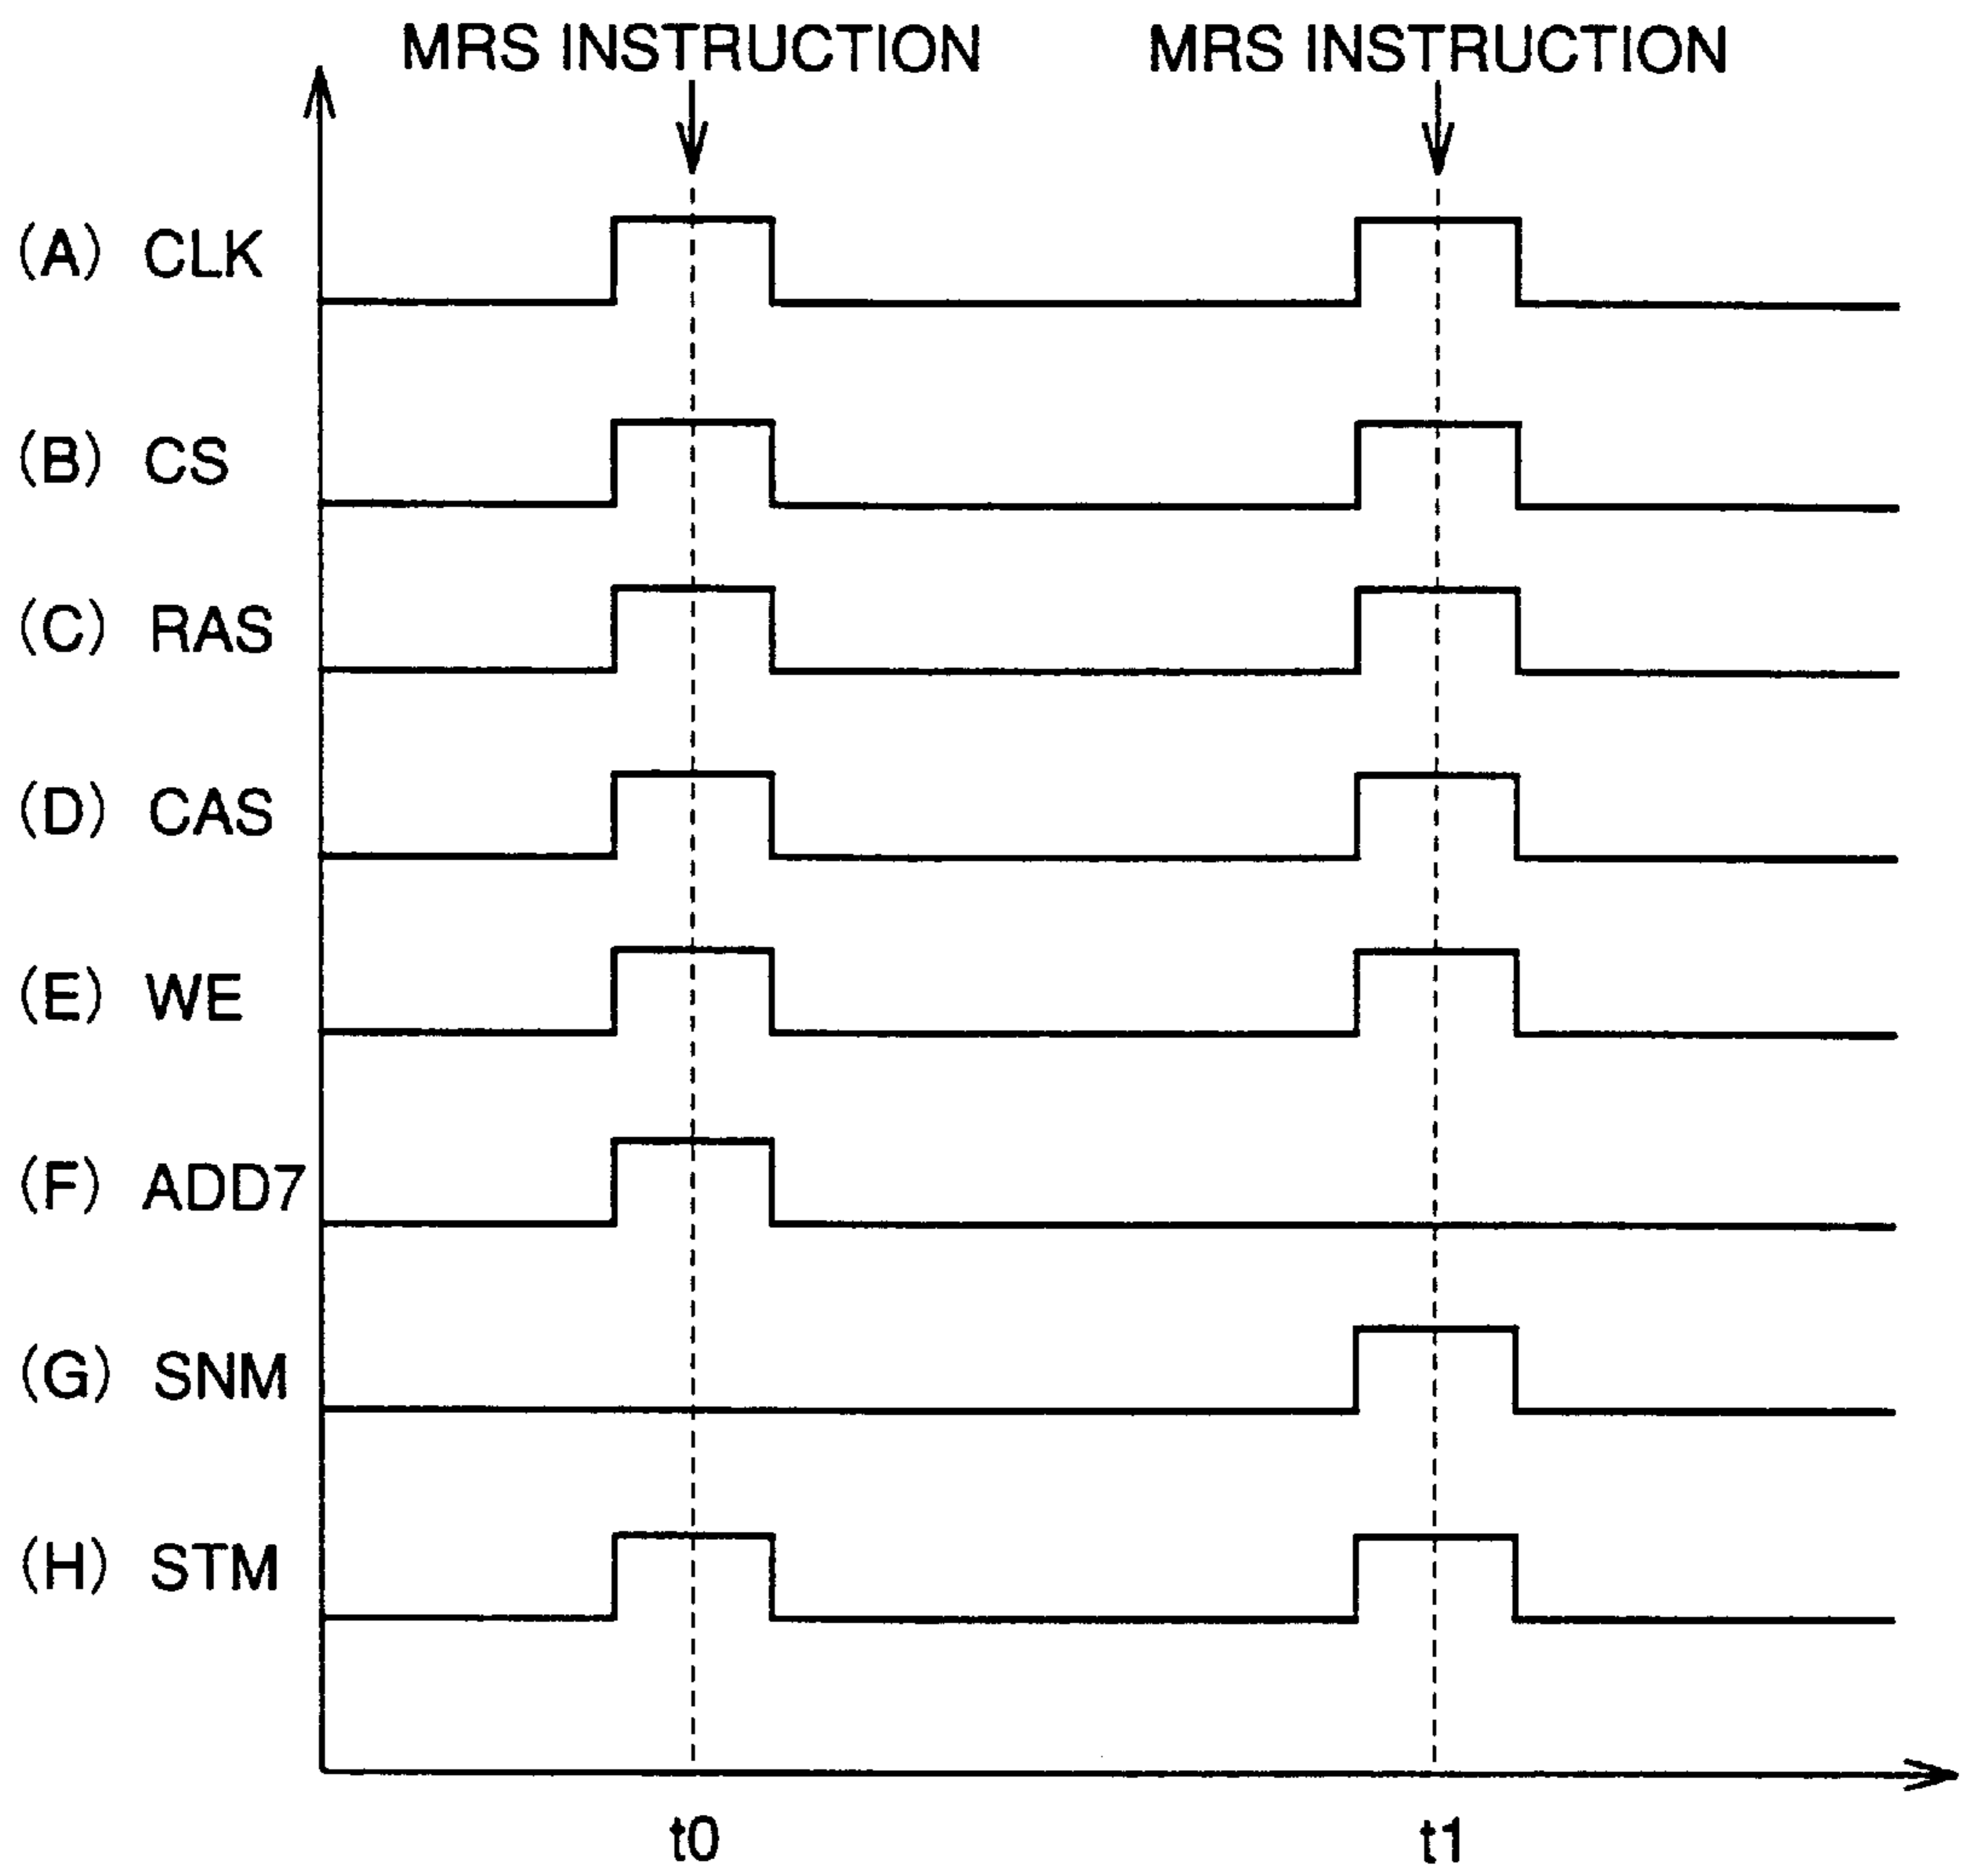 MRS INSTRUCTION MRS INSTRUCTION
(A) CLK
(B) CS
(C) RAS
(D) CAS
(E) WE
(F) ADD7
(G) SNM
(H) STM
t0 t1